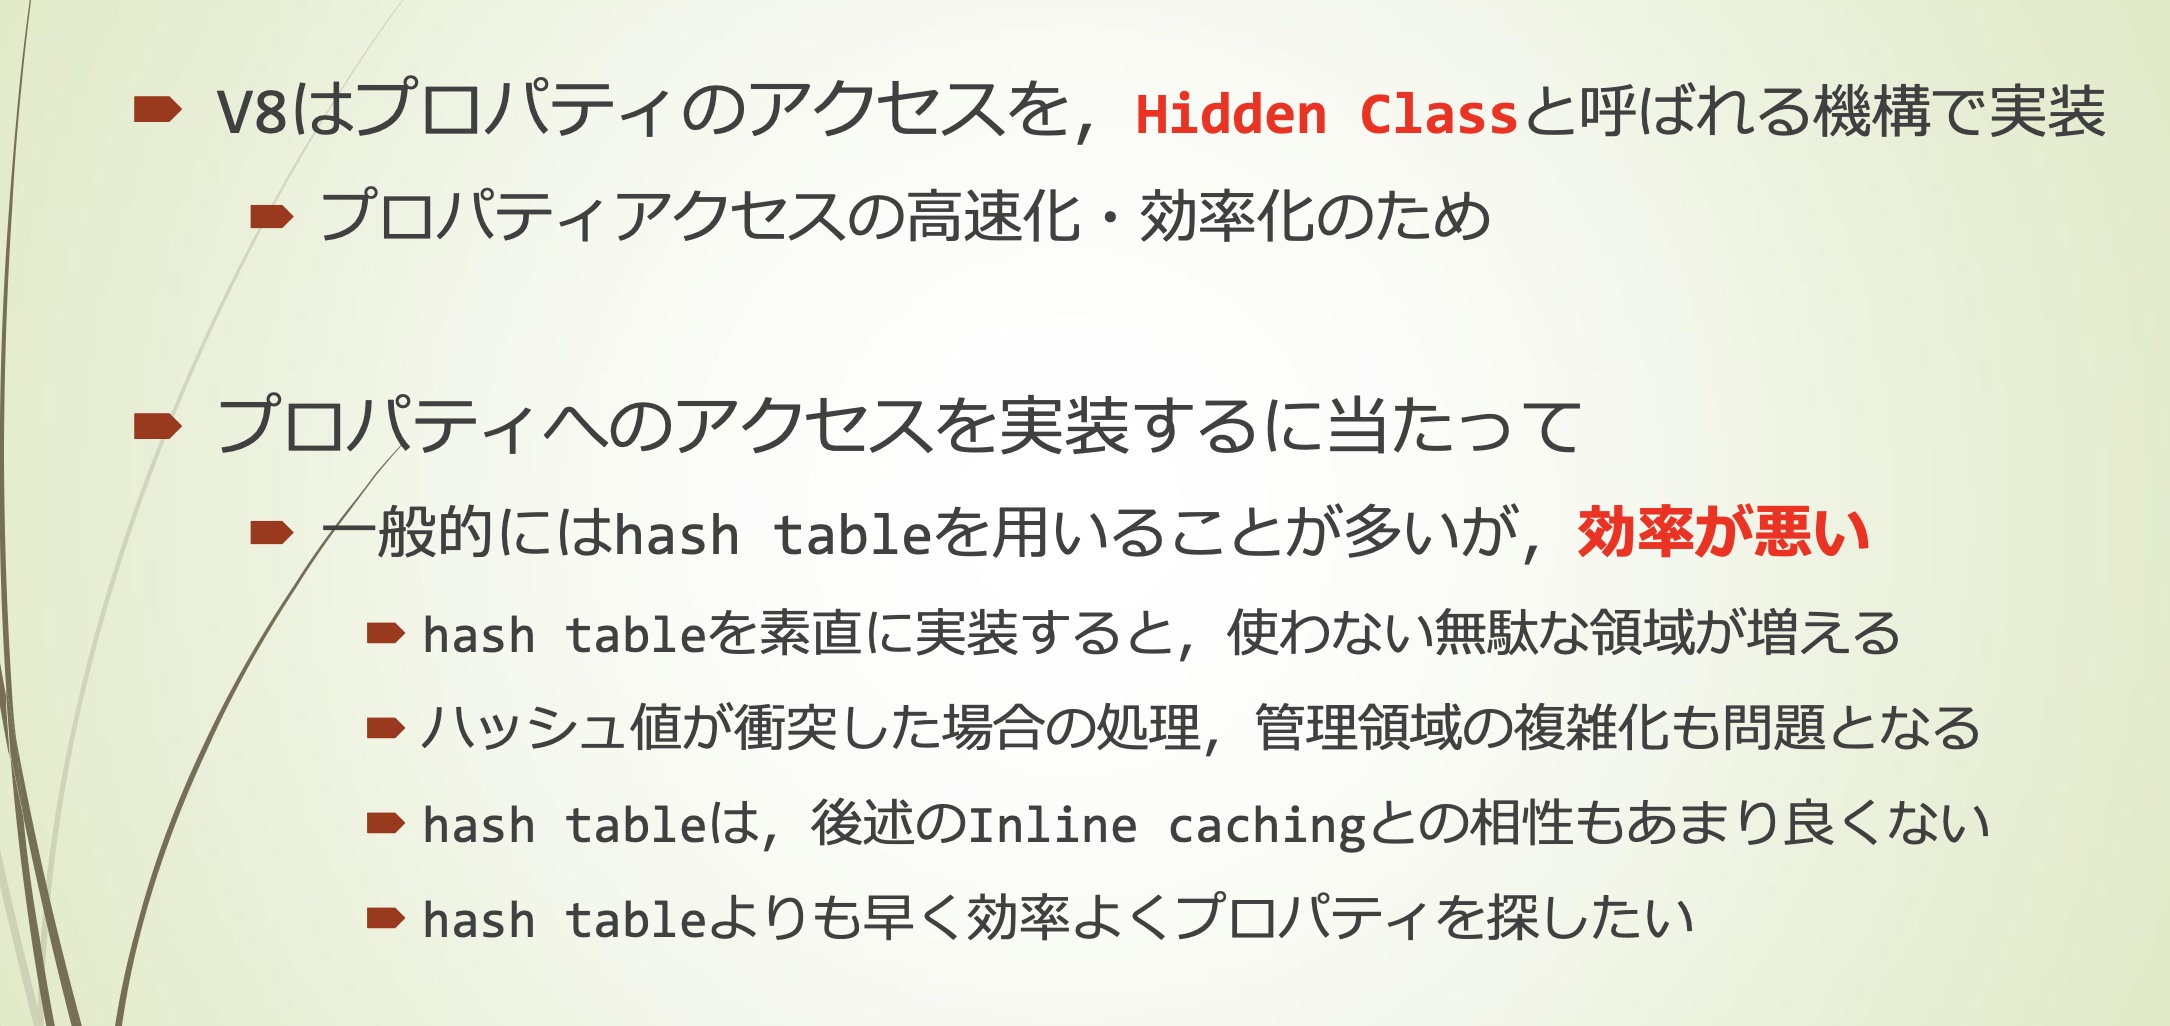 V8はプロパティのアクセスを，Hidden Classと呼ばれる機構で実装
プロパティアクセスの高速化・効率化のため
プロパティへのアクセスを実装するに当たって
一般的にはhash tableを用いることが多いが，効率が悪い
hash tableを素直に実装すると，使わない無駄な領域が増える
ハッシュ値が衝突した場合の処理，管理領域の複雑化も問題となる
hash tableは，後述のInline cachingとの相性もあまり良くない
hash tableよりも早く効率よくプロパティを探したい